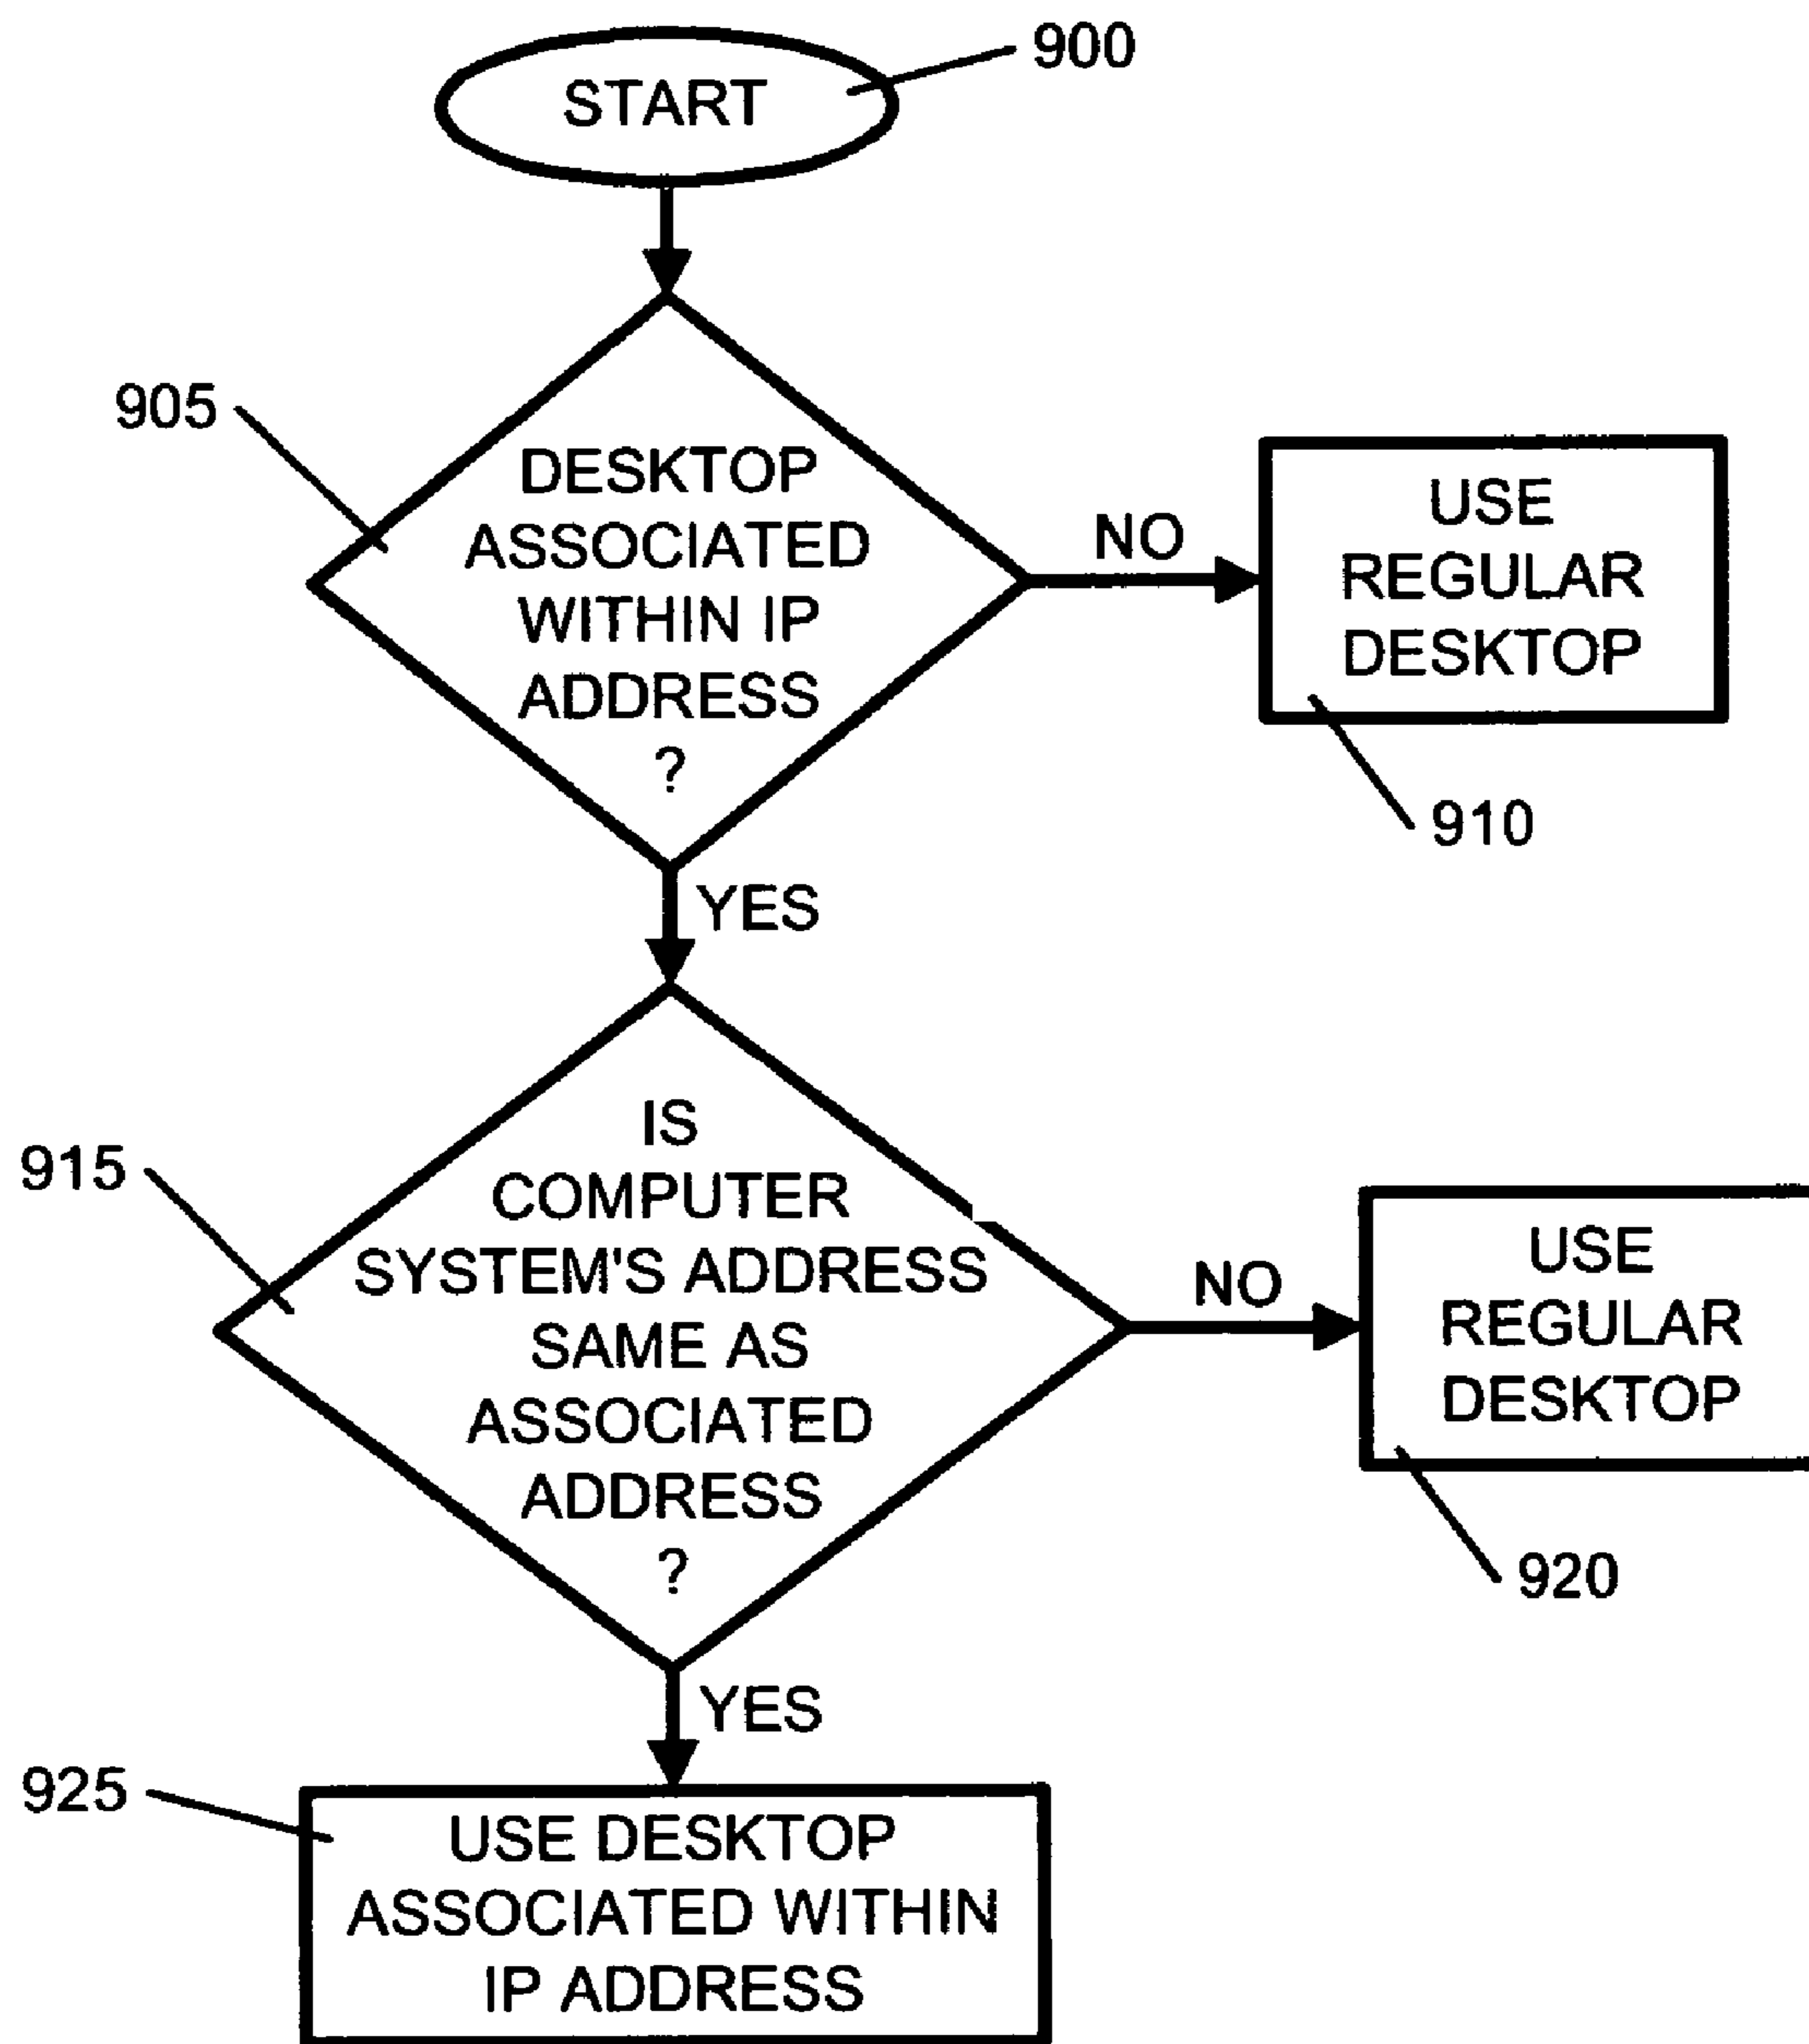 START
900
905
DESKTOP
ASSOCIATED
WITHIN IP
ADDRESS
?
NO
USE
REGULAR
DESKTOP
910
YES
915
IS
COMPUTER
SYSTEM'S ADDRESS
SAME AS
ASSOCIATED
ADDRESS
?
NO
USE
REGULAR
DESKTOP
920
YES
925
USE DESKTOP
ASSOCIATED WITHIN
IP ADDRESS